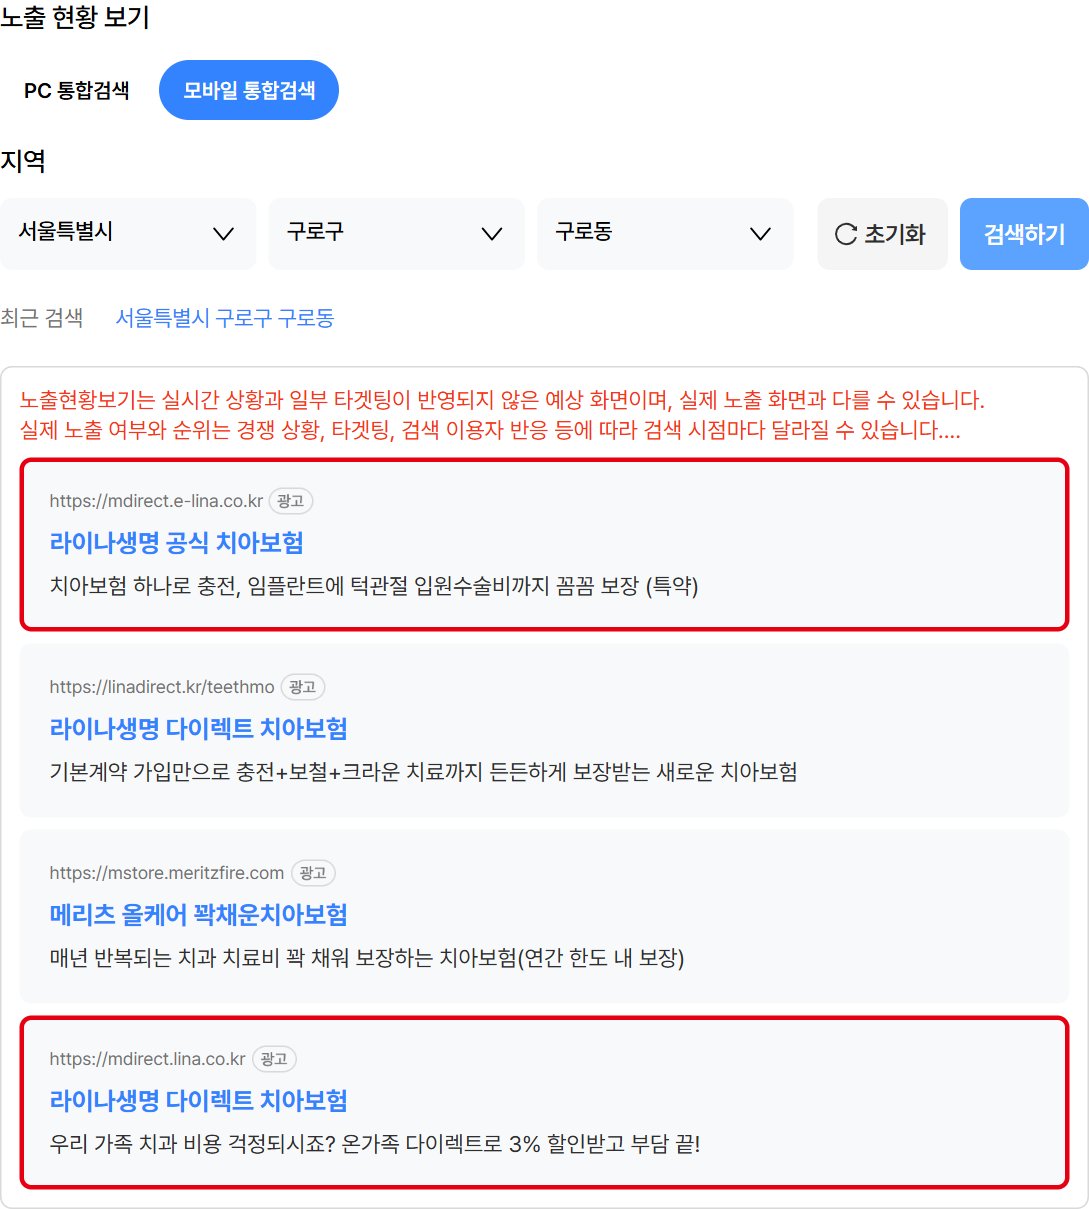 노출 현황 보기
PC 통합검색 모바일 통합검색
지역
서울특별시 구로구 구로동 초기화 검색하기
최근 검색 서울특별시 구로구 구로동
노출현황보기는 실시간 상황과 일부 타겟팅이 반영되지 않은 예상 화면이며, 실제 노출 화면과 다를 수 있습니다.
실제 노출 여부와 순위는 경쟁 상황, 타겟팅, 검색 이용자 반응 등에 따라 검색 시점마다 달라질 수 있습니다....
https://mdirect.e-lina.co.kr 광고
라이나생명 공식 치아보험
치아보험 하나로 충전, 임플란트에 턱관절 입원수술비까지 꼼꼼 보장 (특약)
https://linadirect.kr/teethmo 광고
라이나생명 다이렉트 치아보험
기본계약 가입만으로 충전+보철+크라운 치료까지 든든하게 보장받는 새로운 치아보험
https://mstore.meritzfire.com 광고
메리츠 올케어 꽉채운치아보험
매년 반복되는 치과 치료비 꽉 채워 보장하는 치아보험(연간 한도 내 보장)
https://mdirect.lina.co.kr 광고
라이나생명 다이렉트 치아보험
우리 가족 치과 비용 걱정되시죠? 온가족 다이렉트로 3% 할인받고 부담 끝!